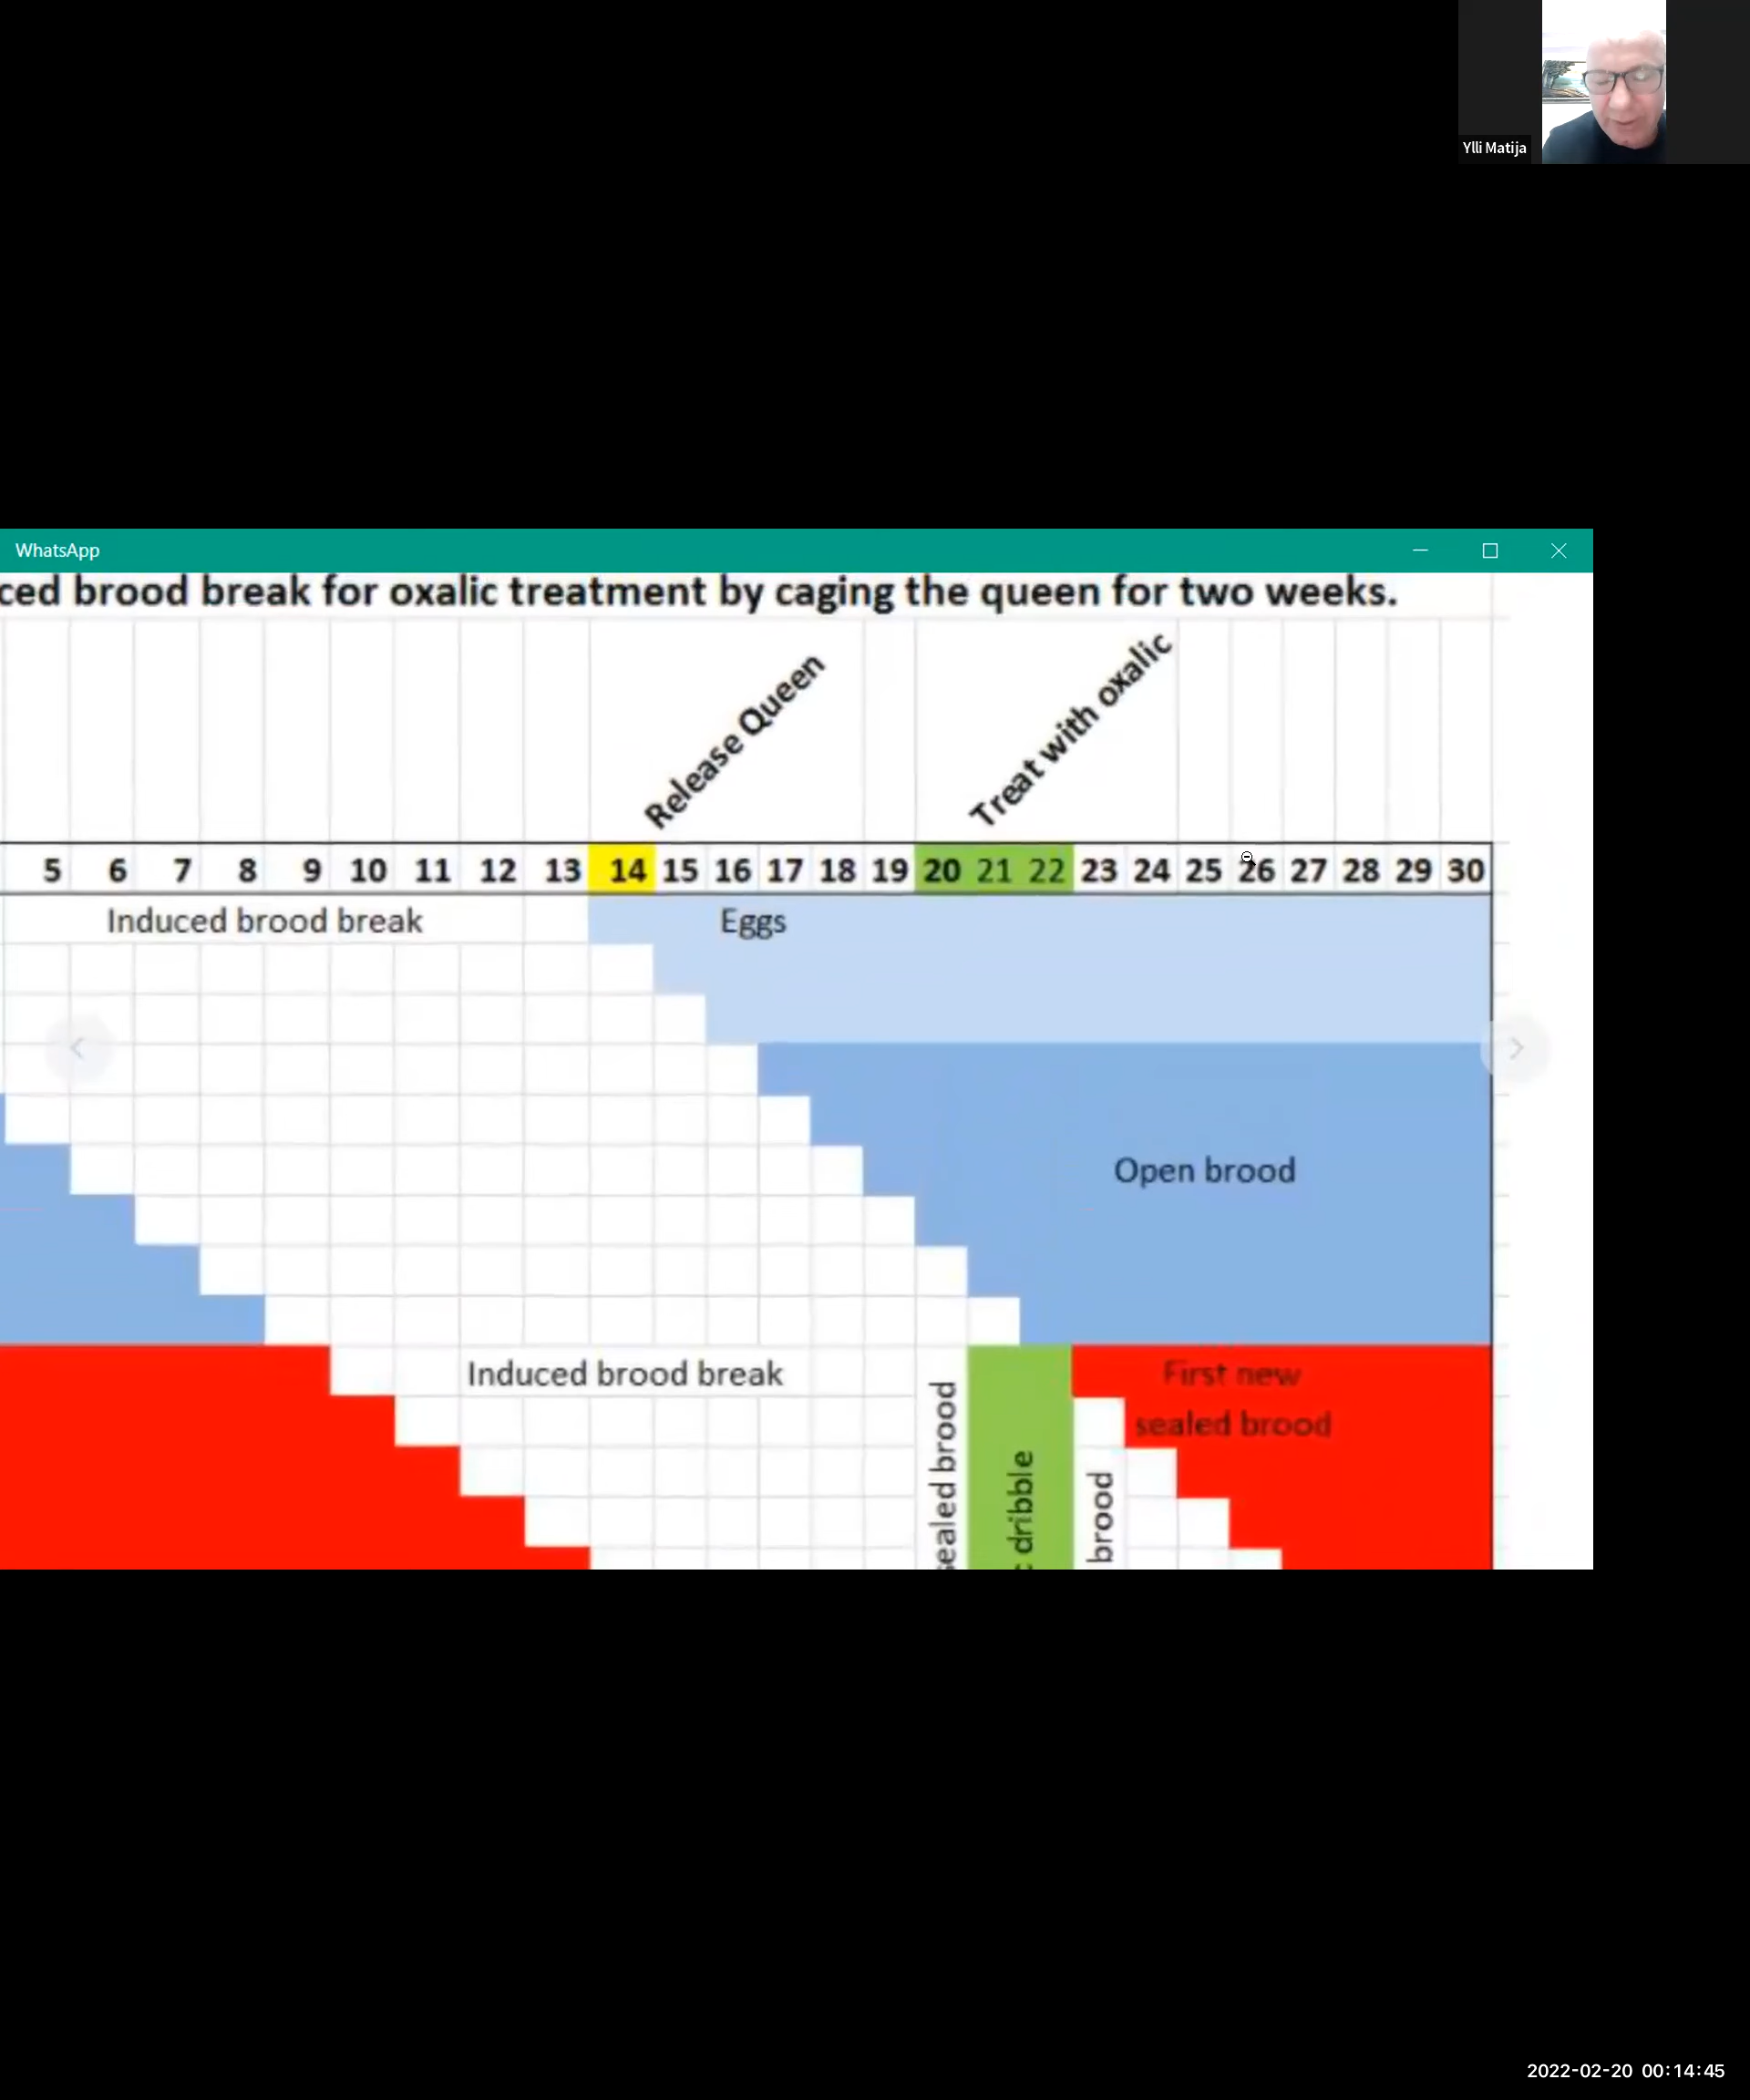 Ylli Matija
WhatsApp
ced brood break for oxalic treatment by caging the queen for two weeks.
Release Queen
Treat with oxalic
5 6 7 8 9 10 11 12 13 14 15 16 17 18 19 20 21 22 23 24 25 26 27 28 29 30
Induced brood break
Eggs
Open brood
Induced brood break
First new
sealed brood
sealed brood
dribble
brood
2022-02-20 00:14:45